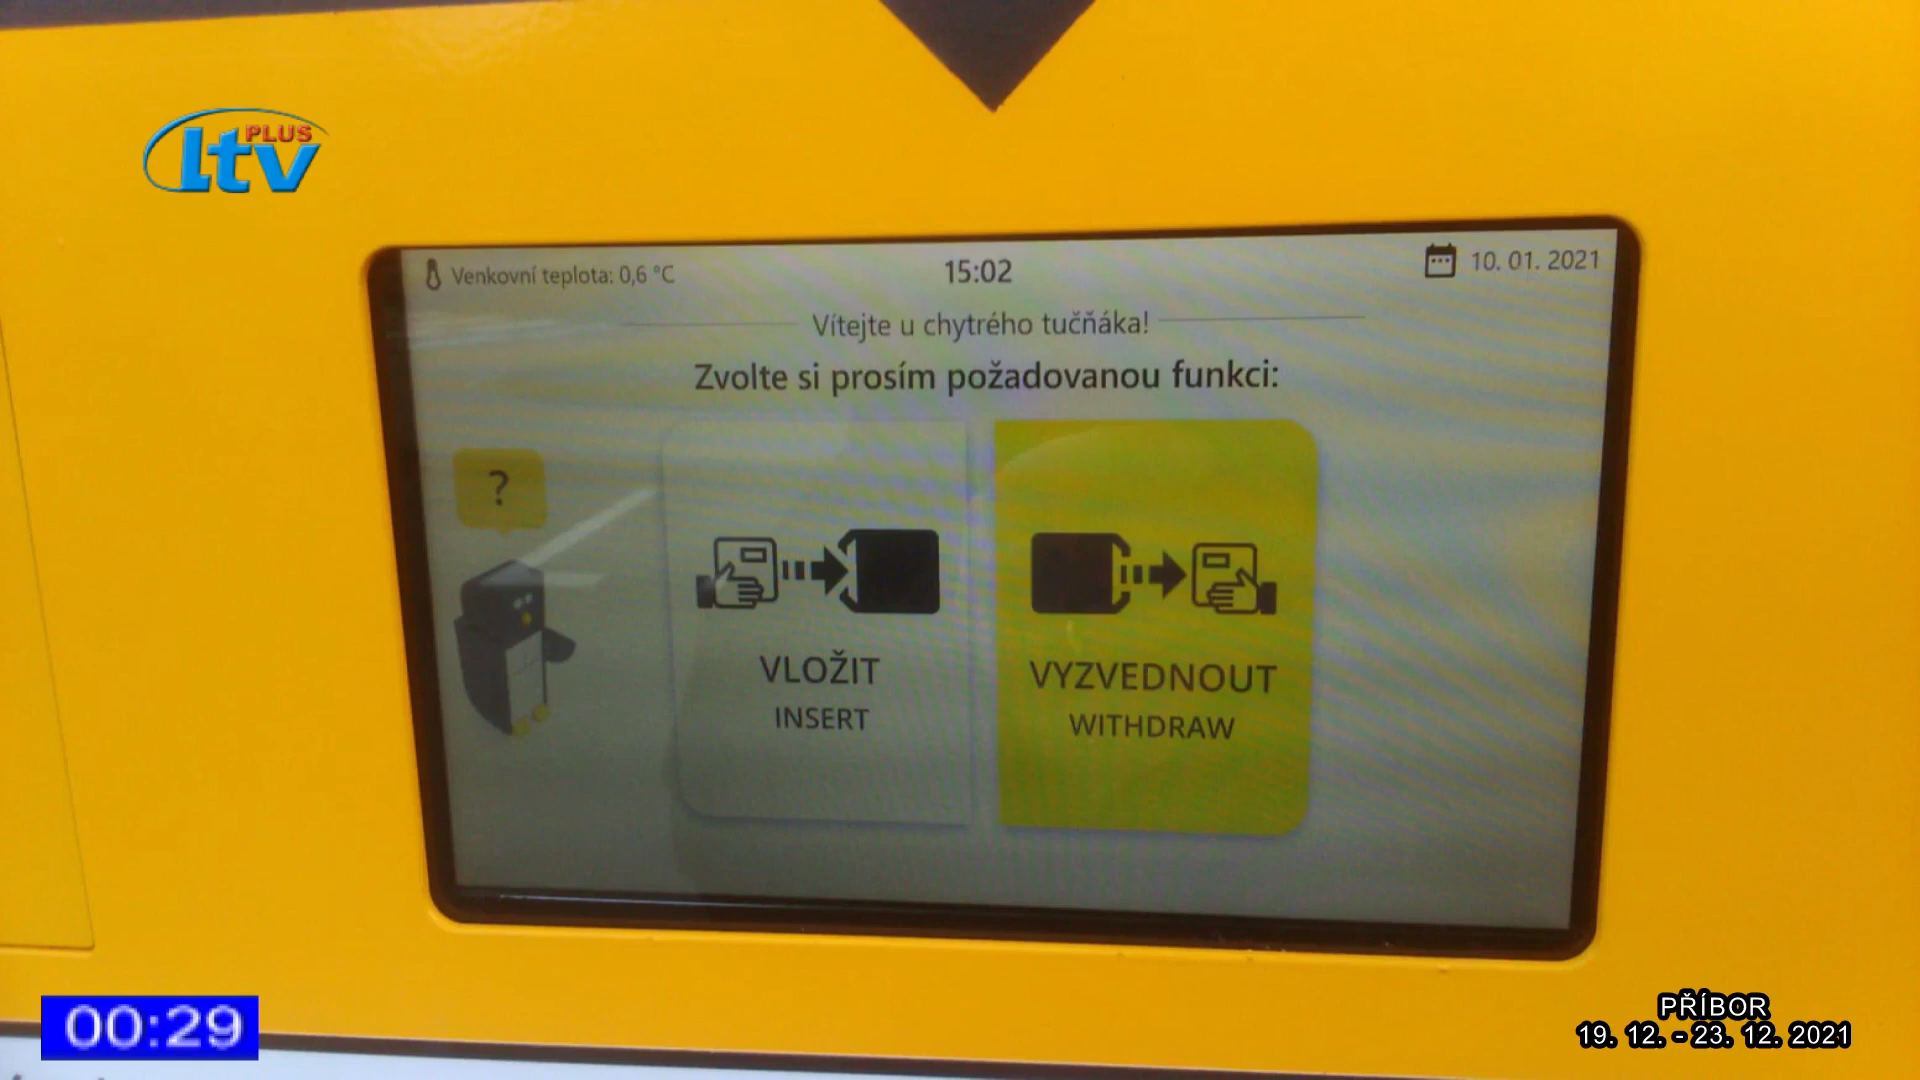 ltv PLUS
Venkovní teplota: 0,6 °C
15:02
10. 01. 2021
Vítejte u chytrého tučňáka!
Zvolte si prosím požadovanou funkci:
?
VLOŽIT
INSERT
VYZVEDNOUT
WITHDRAW
00:29
PŘÍBOR
19. 12. - 23. 12. 2021